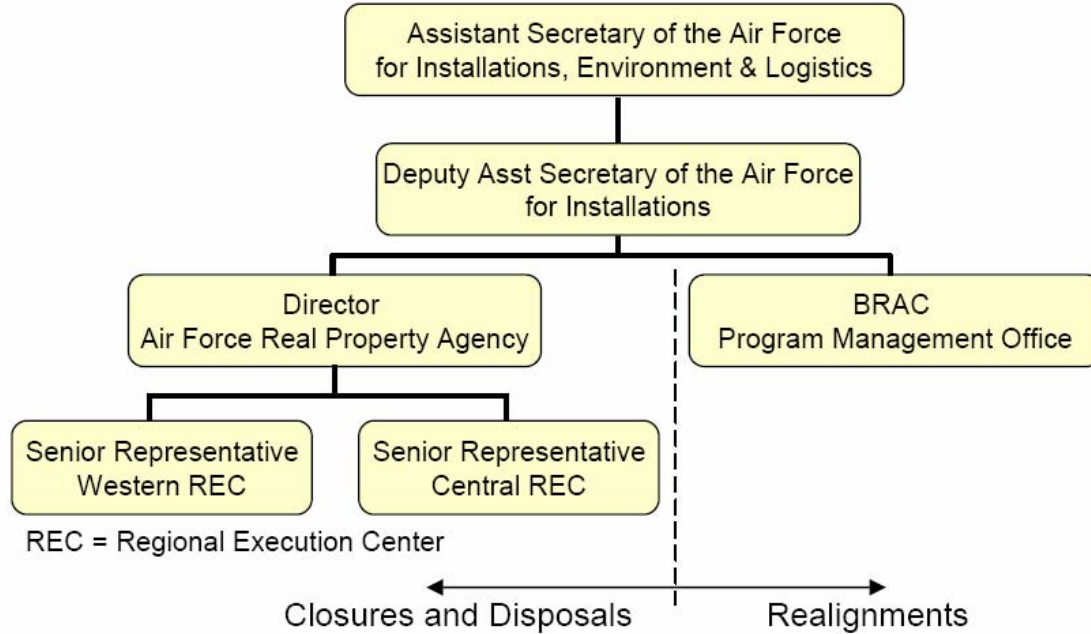 Assistant Secretary of the Air Force
for Installations, Environment & Logistics
Deputy Asst Secretary of the Air Force
for Installations
Director
Air Force Real Property Agency
BRAC
Program Management Office
Senior Representative
Western REC
Senior Representative
Central REC
REC = Regional Execution Center
Closures and Disposals
Realignments